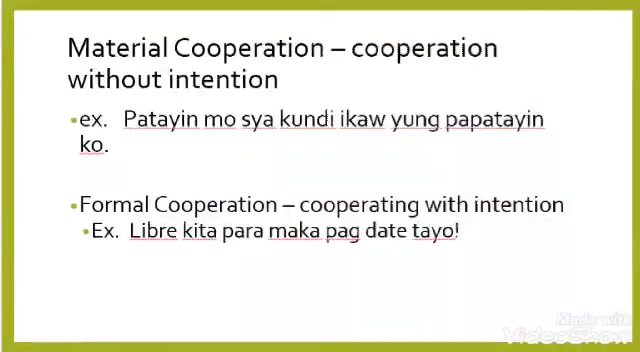 Material Cooperation – cooperation
without intention
•ex. Patayin mo sya kundi ikaw yung papatayin
ko.
•Formal Cooperation – cooperating with intention
•Ex. Libre kita para maka pag date tayo!
Made with
VideoShow